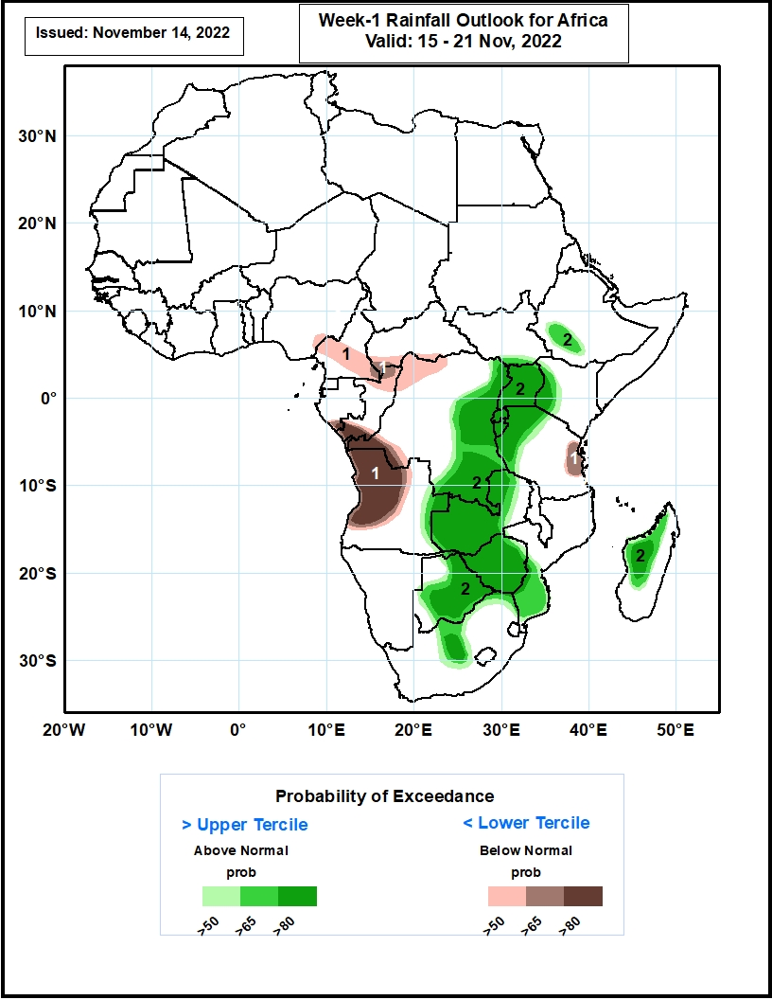 Issued: November 14, 2022
Week-1 Rainfall Outlook for Africa
Valid: 15 - 21 Nov, 2022
30°N
20°N
10°N
0°
10°S
20°S
30°S
2
1
1
2
1
1
2
2
2
20°W
10°W
0°
10°E
20°E
30°E
40°E
50°E
Probability of Exceedance
> Upper Tercile
< Lower Tercile
Above Normal
Below Normal
prob
prob
>50
>65
>80
>50
>65
>80